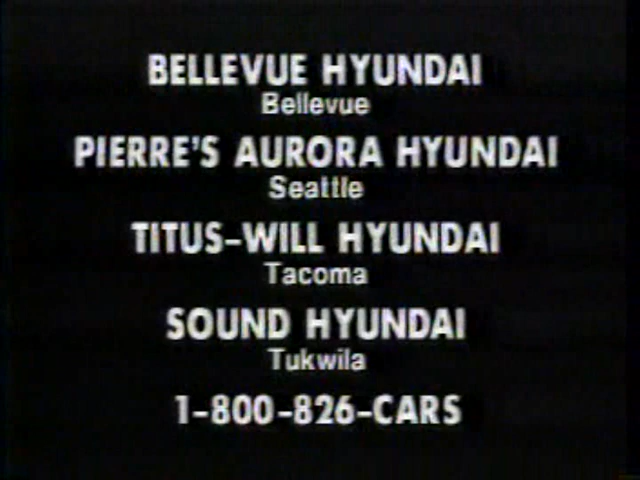 BELLEVUE HYUNDAI
Bellevue
PIERRE'S AURORA HYUNDAI
Seattle
TITUS-WILL HYUNDAI
Tacoma
SOUND HYUNDAI
Tukwila
1-800-826-CARS